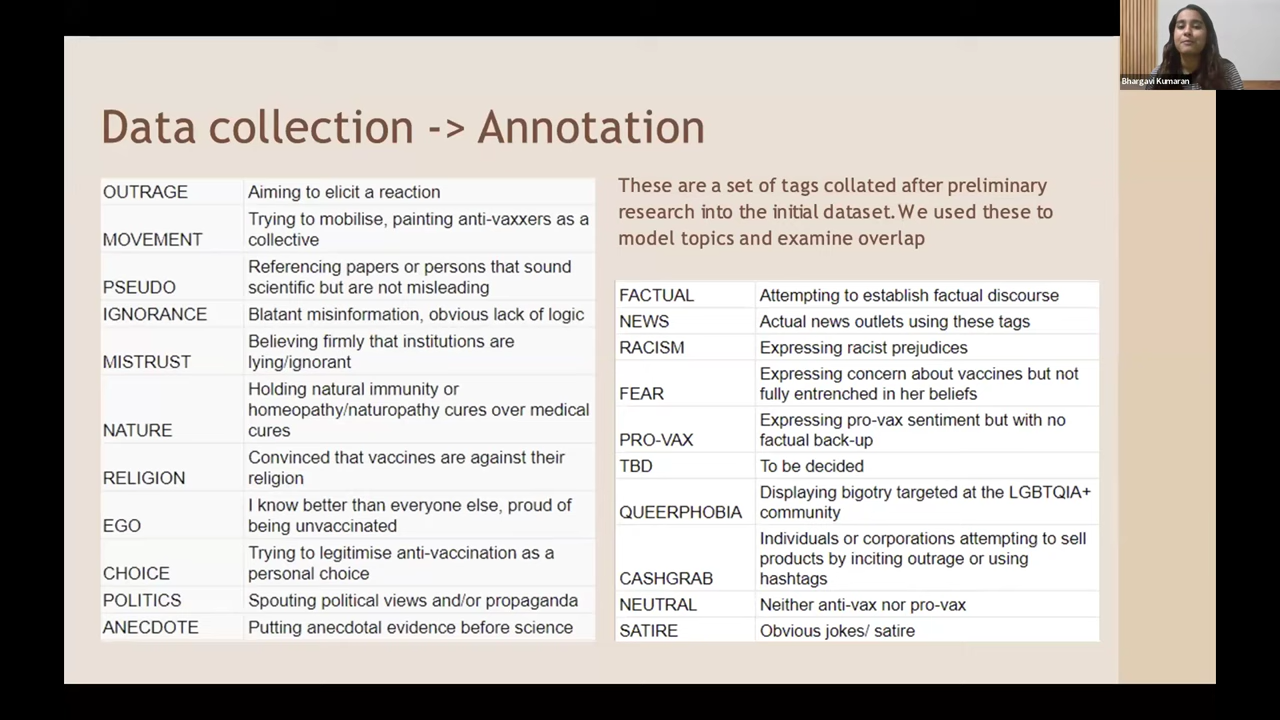 Bhargavi Kumaran
Data collection -> Annotation
OUTRAGE Aiming to elicit a reaction
Trying to mobilise, painting anti-vaxxers as a
MOVEMENT collective
Referencing papers or persons that sound
PSEUDO scientific but are not misleading
IGNORANCE Blatant misinformation, obvious lack of logic
Believing firmly that institutions are
MISTRUST lying/ignorant
Holding natural immunity or
homeopathy/naturopathy cures over medical
NATURE cures
Convinced that vaccines are against their
RELIGION religion
I know better than everyone else, proud of
EGO being unvaccinated
Trying to legitimise anti-vaccination as a
CHOICE personal choice
POLITICS Spouting political views and/or propaganda
ANECDOTE Putting anecdotal evidence before science
These are a set of tags collated after preliminary
research into the initial dataset. We used these to
model topics and examine overlap
FACTUAL Attempting to establish factual discourse
NEWS Actual news outlets using these tags
RACISM Expressing racist prejudices
Expressing concern about vaccines but not
FEAR fully entrenched in her beliefs
Expressing pro-vax sentiment but with no
PRO-VAX factual back-up
TBD To be decided
Displaying bigotry targeted at the LGBTQIA+
QUEERPHOBIA community
Individuals or corporations attempting to sell
products by inciting outrage or using
CASHGRAB hashtags
NEUTRAL Neither anti-vax nor pro-vax
SATIRE Obvious jokes/ satire